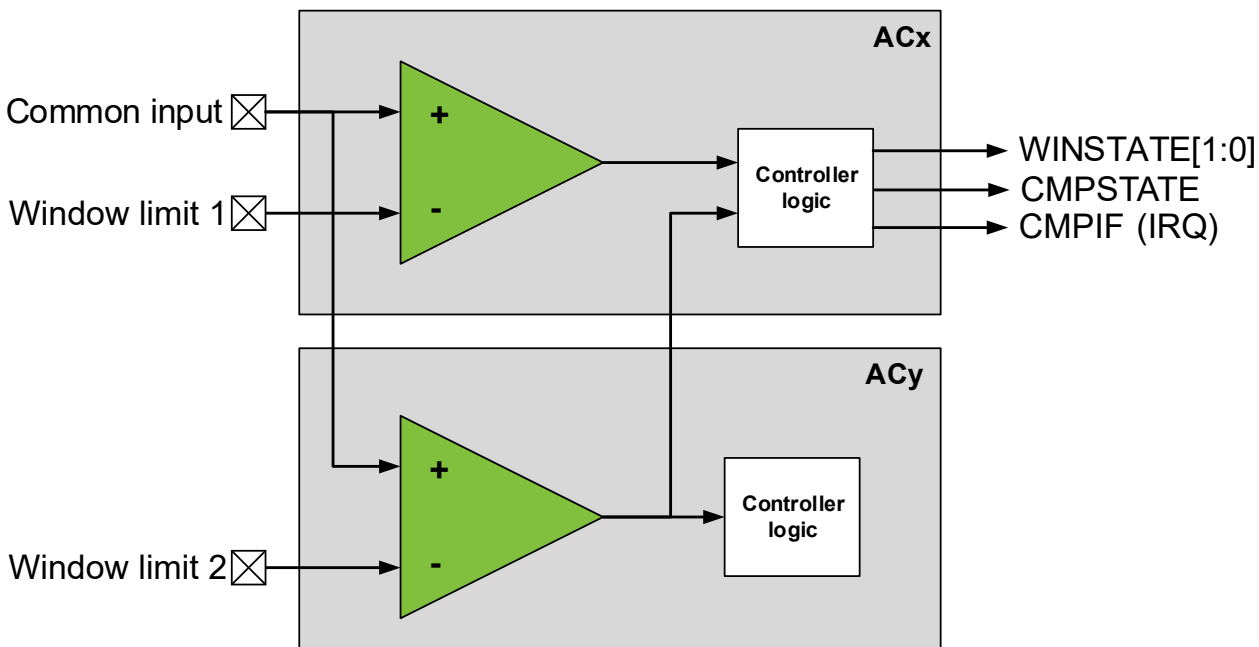 ACx
Common input
+
Window limit 1
-
Controller
logic
WINSTATE[1:0]
CMPSTATE
CMPIF (IRQ)
ACy
+
Controller
logic
Window limit 2
-